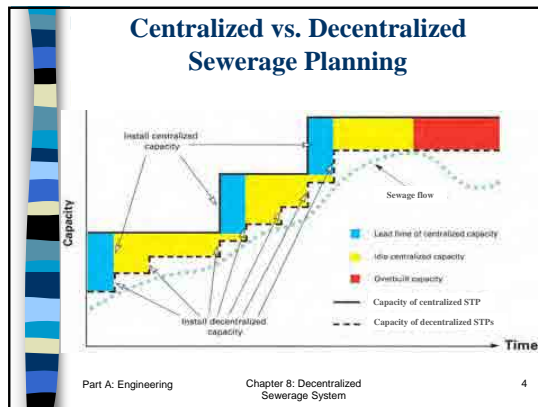 Centralized vs. Decentralized
Sewerage Planning
Install centralized
capacity
Sewage flow
Capacity
Lead time of centralized capacity
Idle centralized capacity
Overbuilt capacity
Capacity of centralized STP
Install decentralized
capacity
Capacity of decentralized STPs
Time
Part A: Engineering
Chapter 8: Decentralized
Sewerage System
4